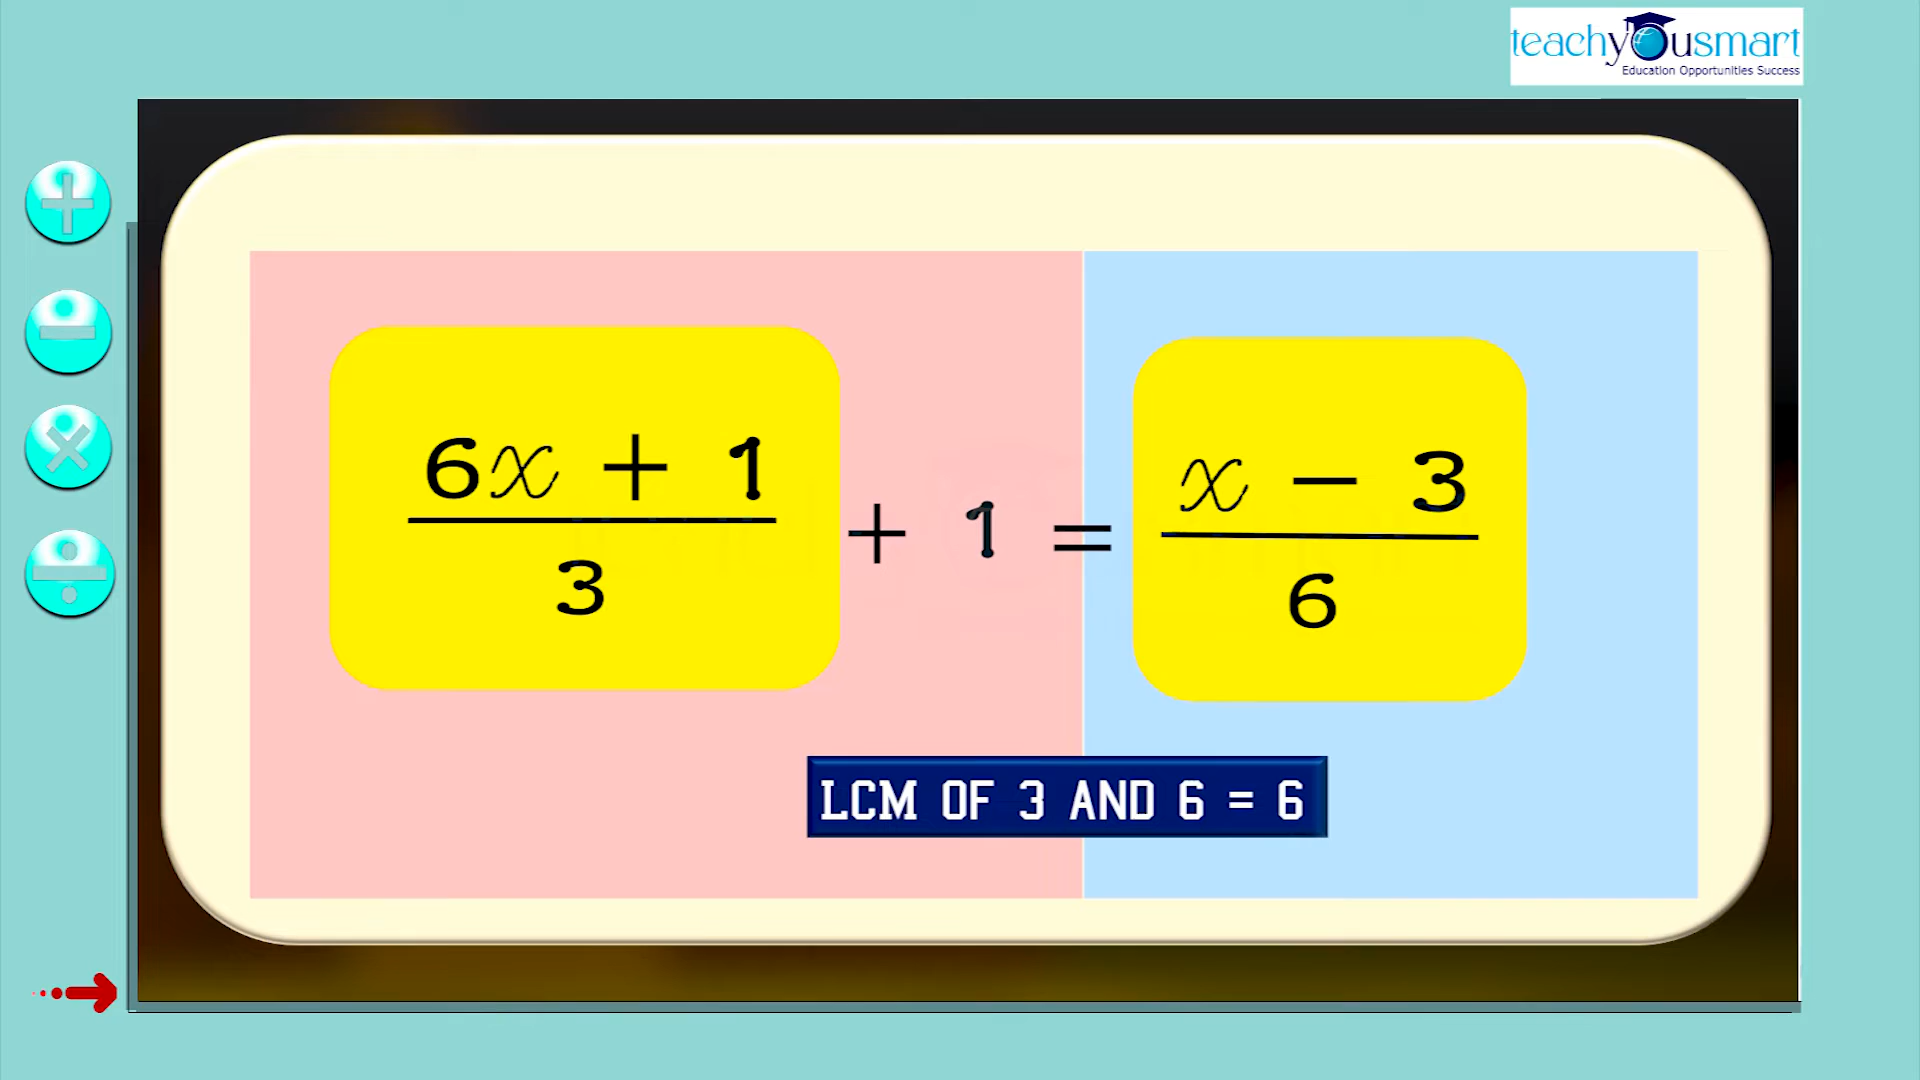 teachyousmart
Education Opportunities Success
6x + 1
3
+ 1 =
x - 3
6
LCM OF 3 AND 6 = 6